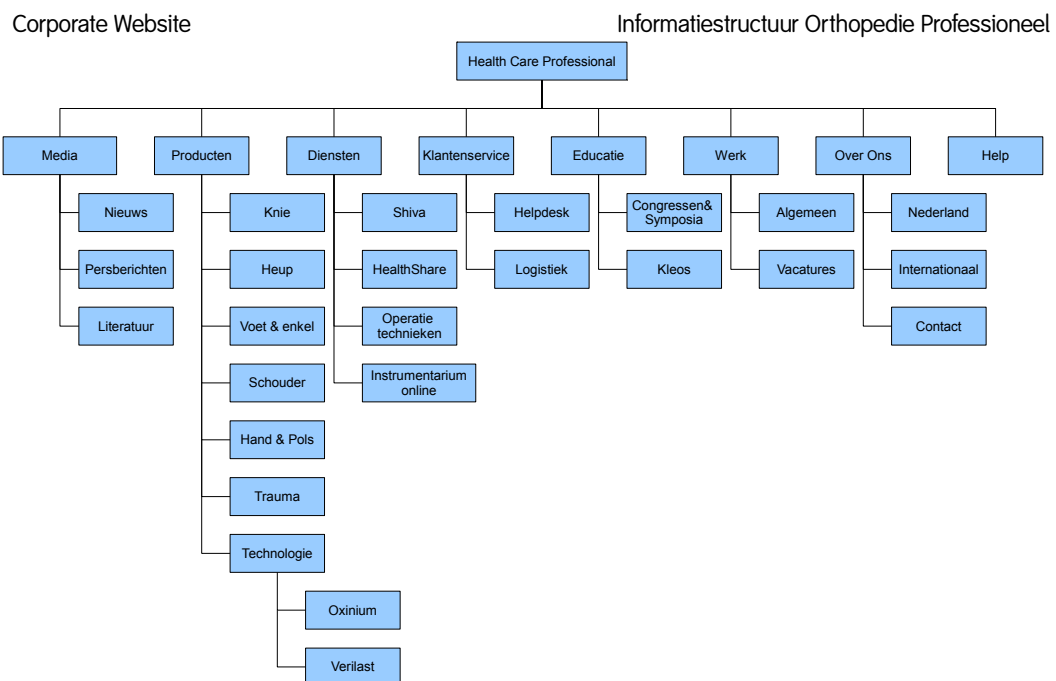 Corporate Website
Informatiestructuur Orthopedie Professioneel
Health Care Professional
Media
Producten
Diensten
Klantenservice
Educatie
Werk
Over Ons
Help
Nieuws
Knie
Shiva
Helpdesk
Congressen&
Symposia
Algemeen
Nederland
Persberichten
Heup
HealthShare
Logistiek
Kleos
Vacatures
Internationaal
Literatuur
Voet & enkel
Operatie
technieken
Contact
Schouder
Instrumentarium
online
Hand & Pols
Trauma
Technologie
Oxinium
Verilast